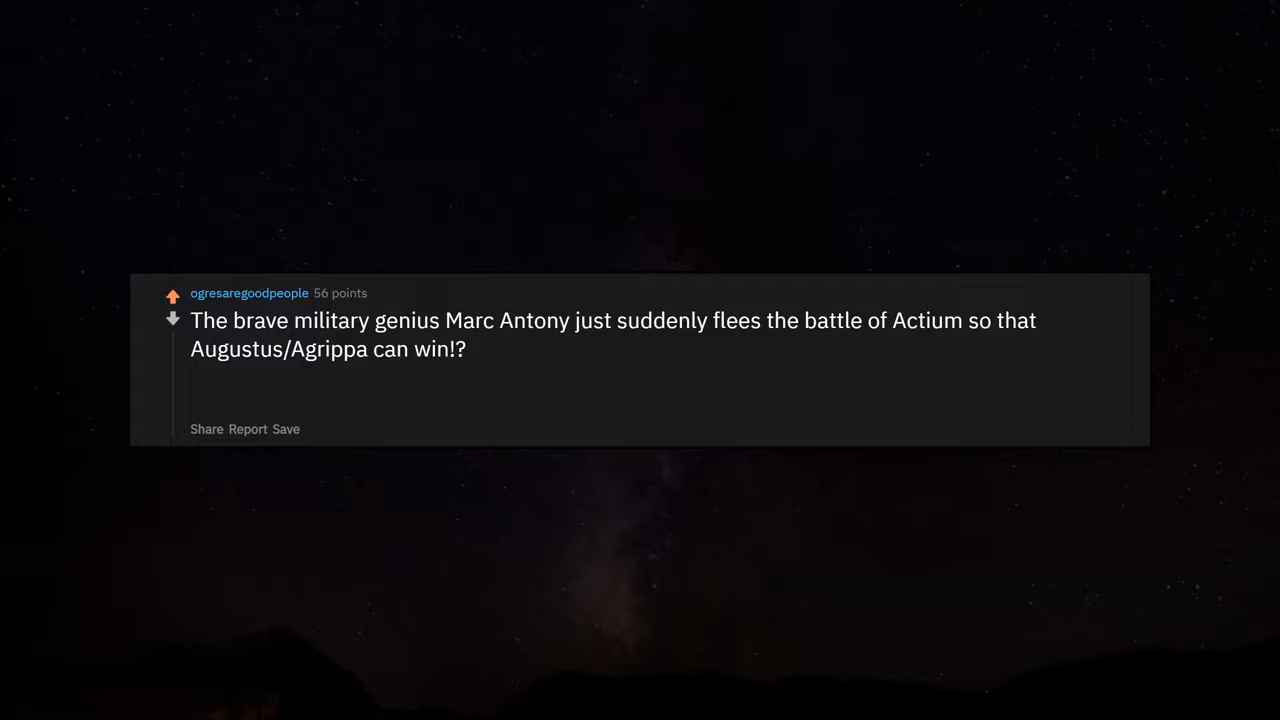 ogresaregoodpeople 56 points
The brave military genius Marc Antony just suddenly flees the battle of Actium so that
Augustus/Agrippa can win!?
Share Report Save